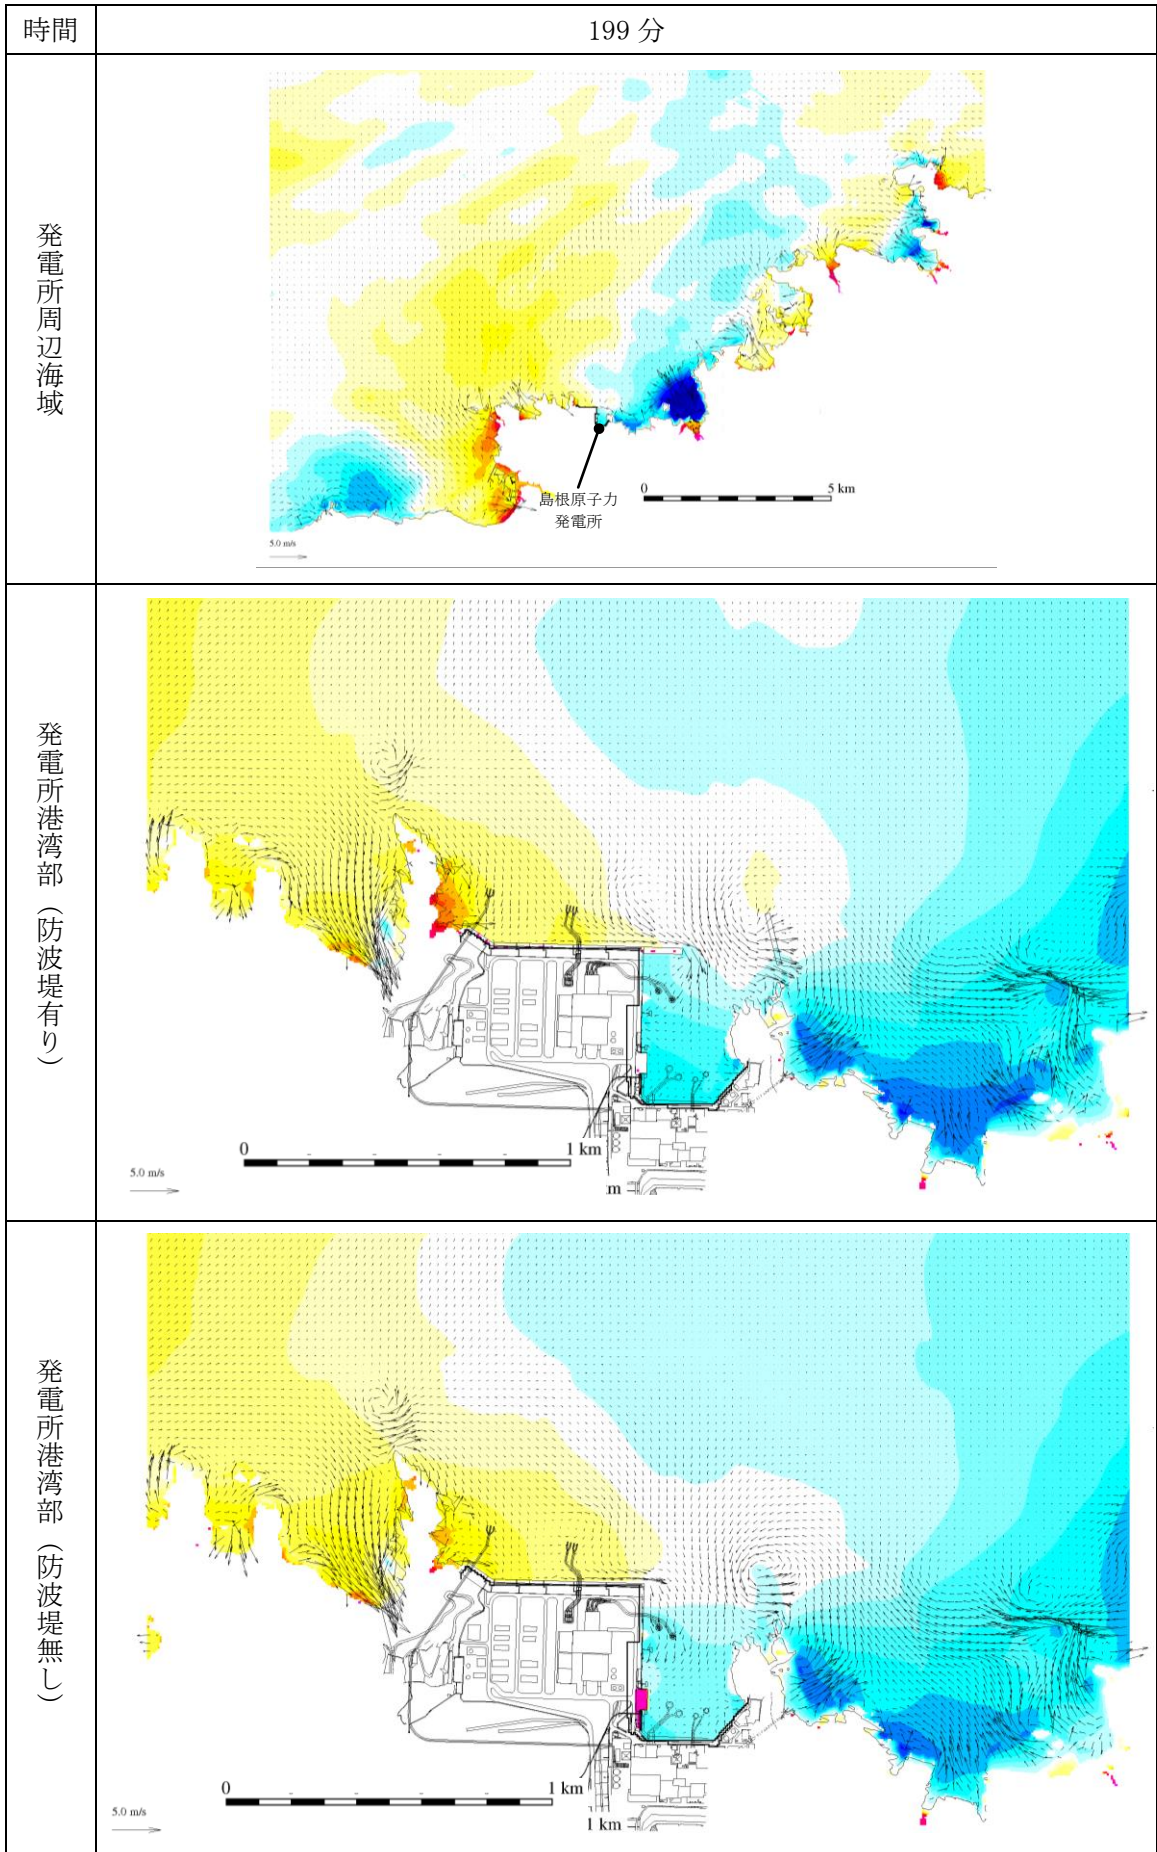 時間
199 分
発電所周辺海域
島根原子力
発電所
0
5 km
5.0 m/s
発電所港湾部（防波堤有り）
0
1 km
5.0 m/s
m
発電所港湾部（防波堤無し）
0
1 km
5.0 m/s
1 km